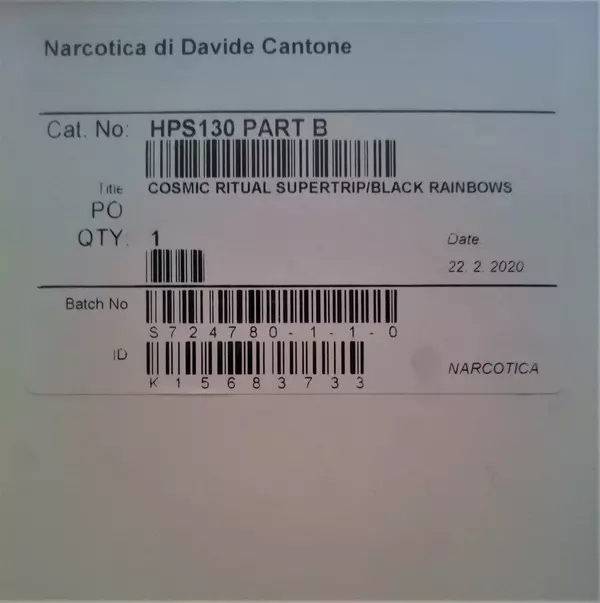 Narcotica di Davide Cantone
Cat. No: HPS130 PART B
Title COSMIC RITUAL SUPERTRIP/BLACK RAINBOWS
PO
QTY: 1
Date
22. 2. 2020
Batch No
S724780-1-1-0
ID
K15683733
NARCOTICA